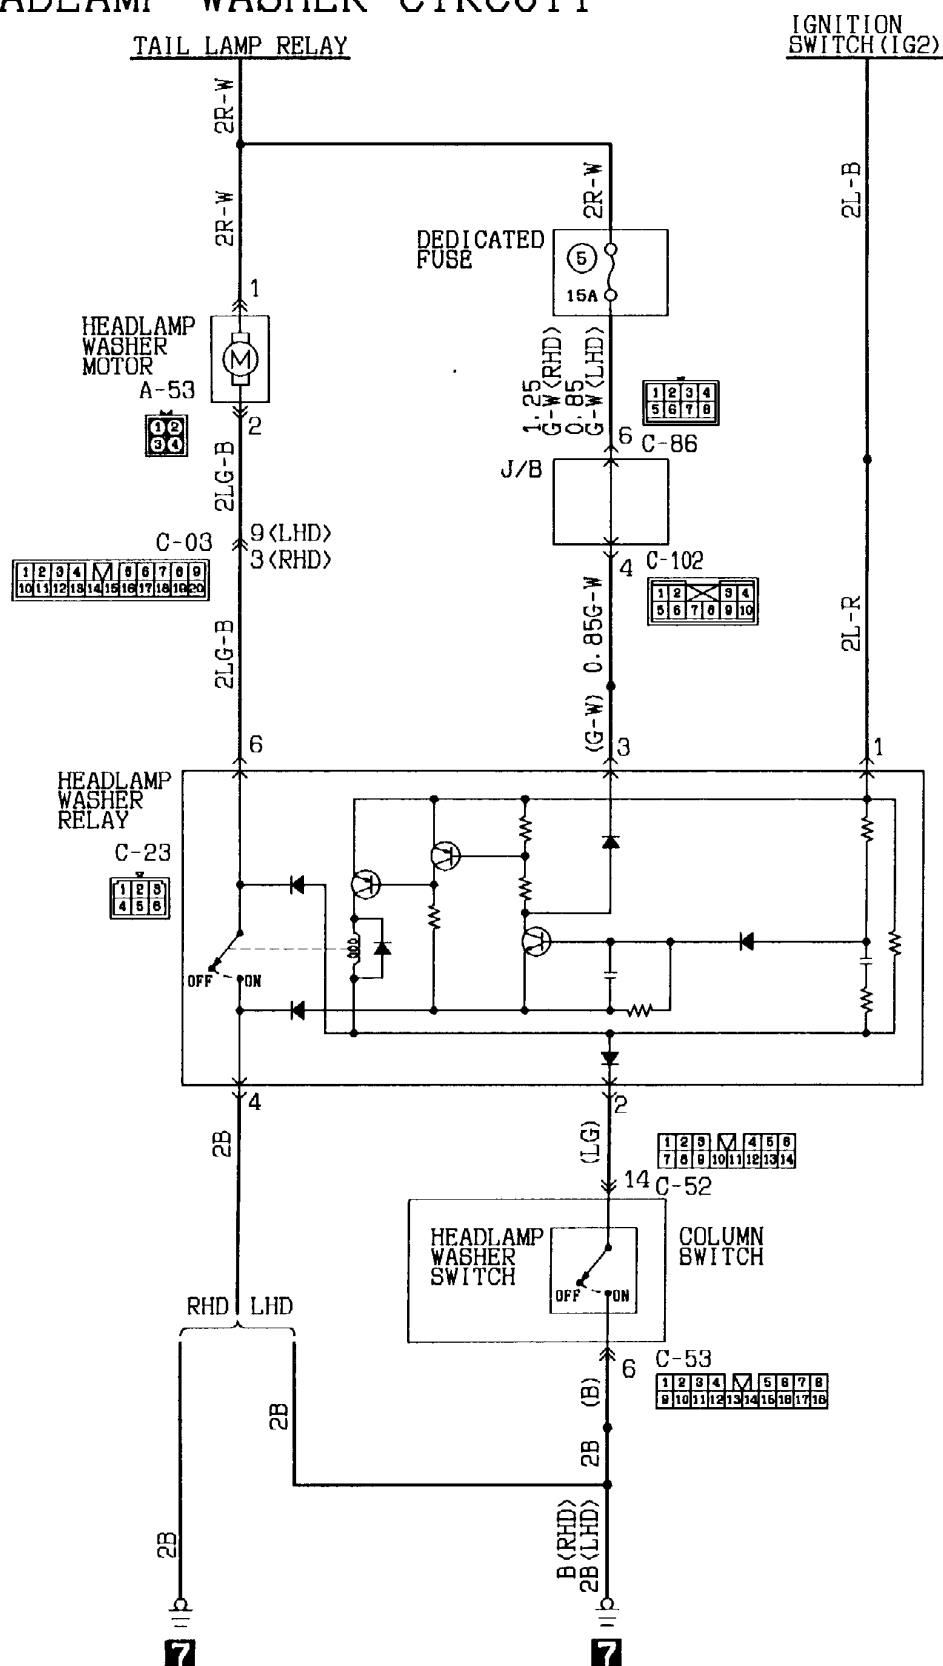 ADLAMP WASHER CIRCUIT
TAIL LAMP RELAY
IGNITION
SWITCH(IG2)
2R-W
2R-W
2R-W
2L-B
DEDICATED
FUSE
5
15A
1
HEADLAMP
WASHER
MOTOR
M
A-53
1 2
3 4
2
1.25
G-W<RHD>
0.85
G-W<LHD>
1 2 3 4
5 6 7 8
6
C-86
J/B
2LG-B
C-03
9<LHD>
3<RHD>
1 2 3 4 5 6 7 8 9
10 11 12 13 14 15 16 17 18 19 20
4
C-102
1 2 3 4
5 6 7 8 9 10
2LG-B
0.85G-W
2L-R
(G-W)
6
3
1
HEADLAMP
WASHER
RELAY
C-23
1 2 3
4 5 6
OFF
ON
4
2
2B
(LG)
1 2 3 4 5 6
7 8 9 10 11 12 13 14
14
C-52
HEADLAMP
WASHER
SWITCH
COLUMN
SWITCH
OFF
ON
RHD
LHD
6
C-53
1 2 3 4 5 6 7 8
9 10 11 12 13 14 15 16 17 18
(B)
2B
2B
2B
B<RHD>
2B<LHD>
7
7